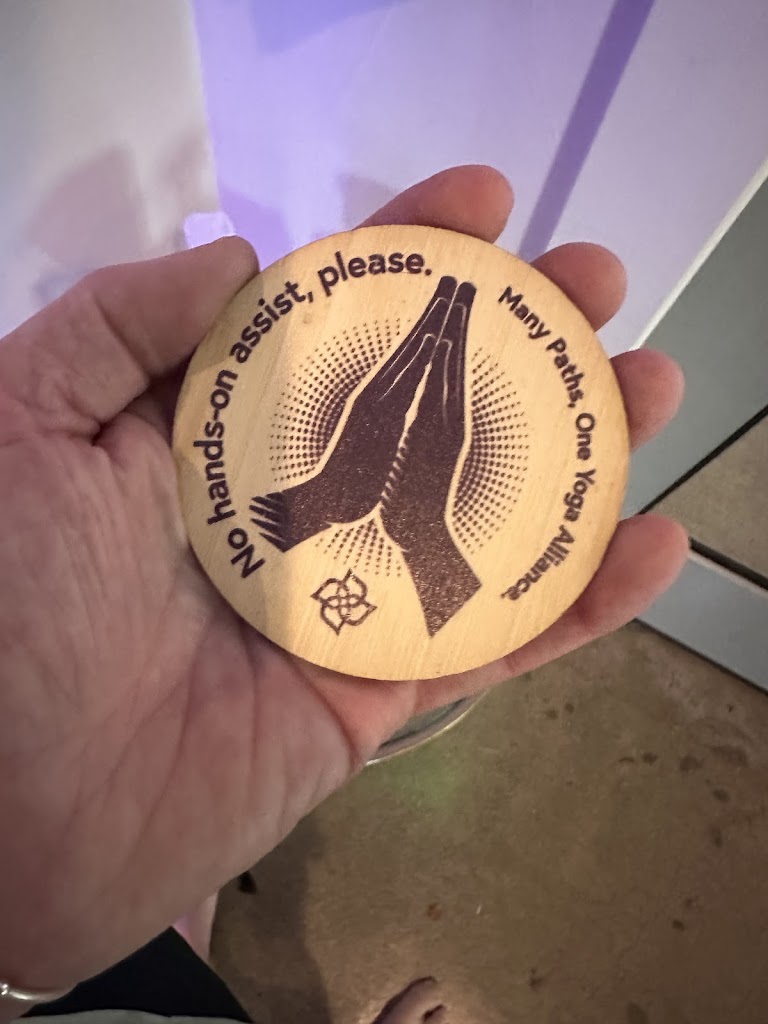 No hands-on assist, please.
Many Paths, One Yoga Alliance.